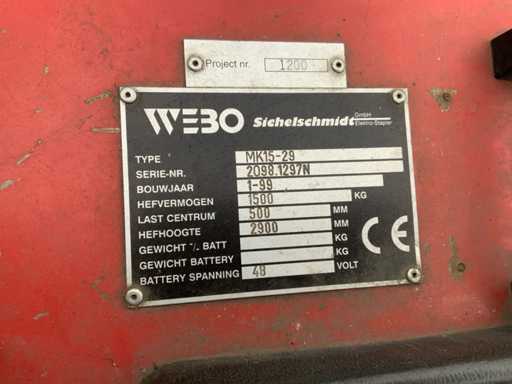 Project nr. 1200
WEBO Sichelschmidt GmbH
Elektro-Stapler
TYPE MK15-29
SERIE-NR. 2098.1297N
BOUWJAAR 1-99
HEFVERMOGEN 1500 KG
LAST CENTRUM 500 MM
HEFHOOGTE 2900 MM
GEWICHT -/. BATT KG
GEWICHT BATTERY KG
BATTERY SPANNING 48 VOLT
CE